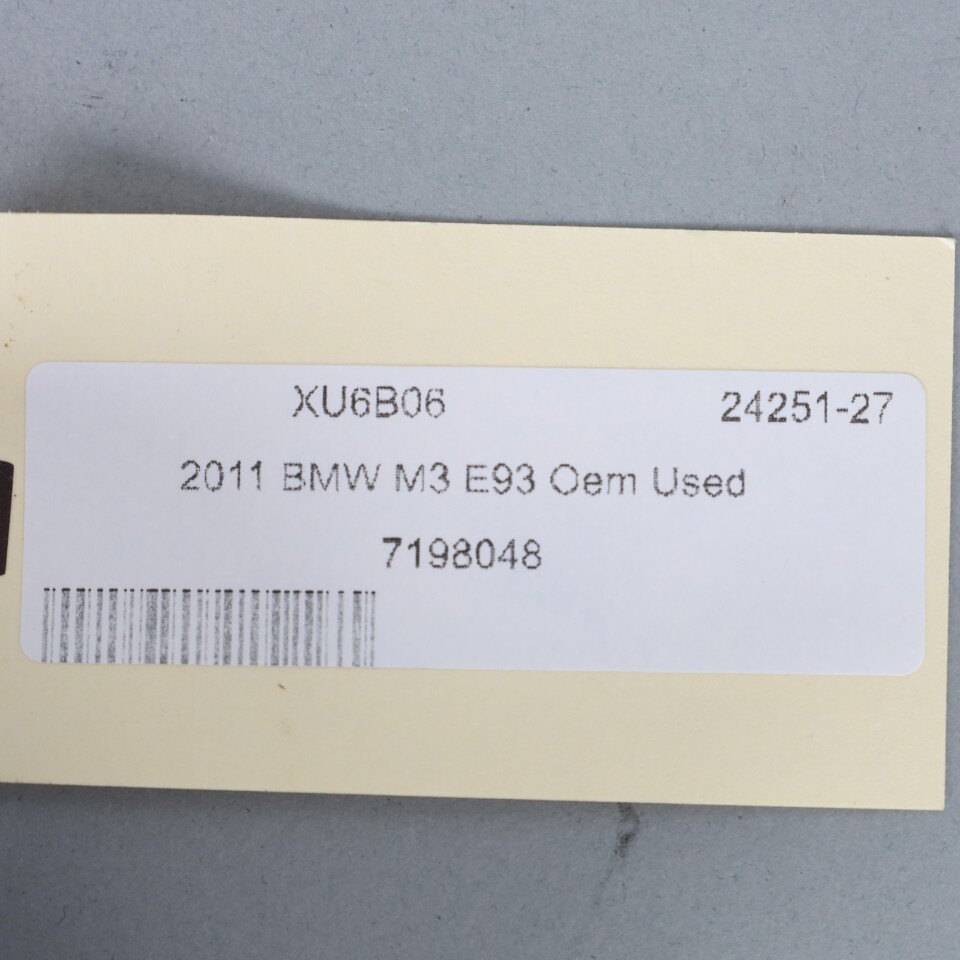 XU6B06 24251-27
2011 BMW M3 E93 Oem Used
7198048